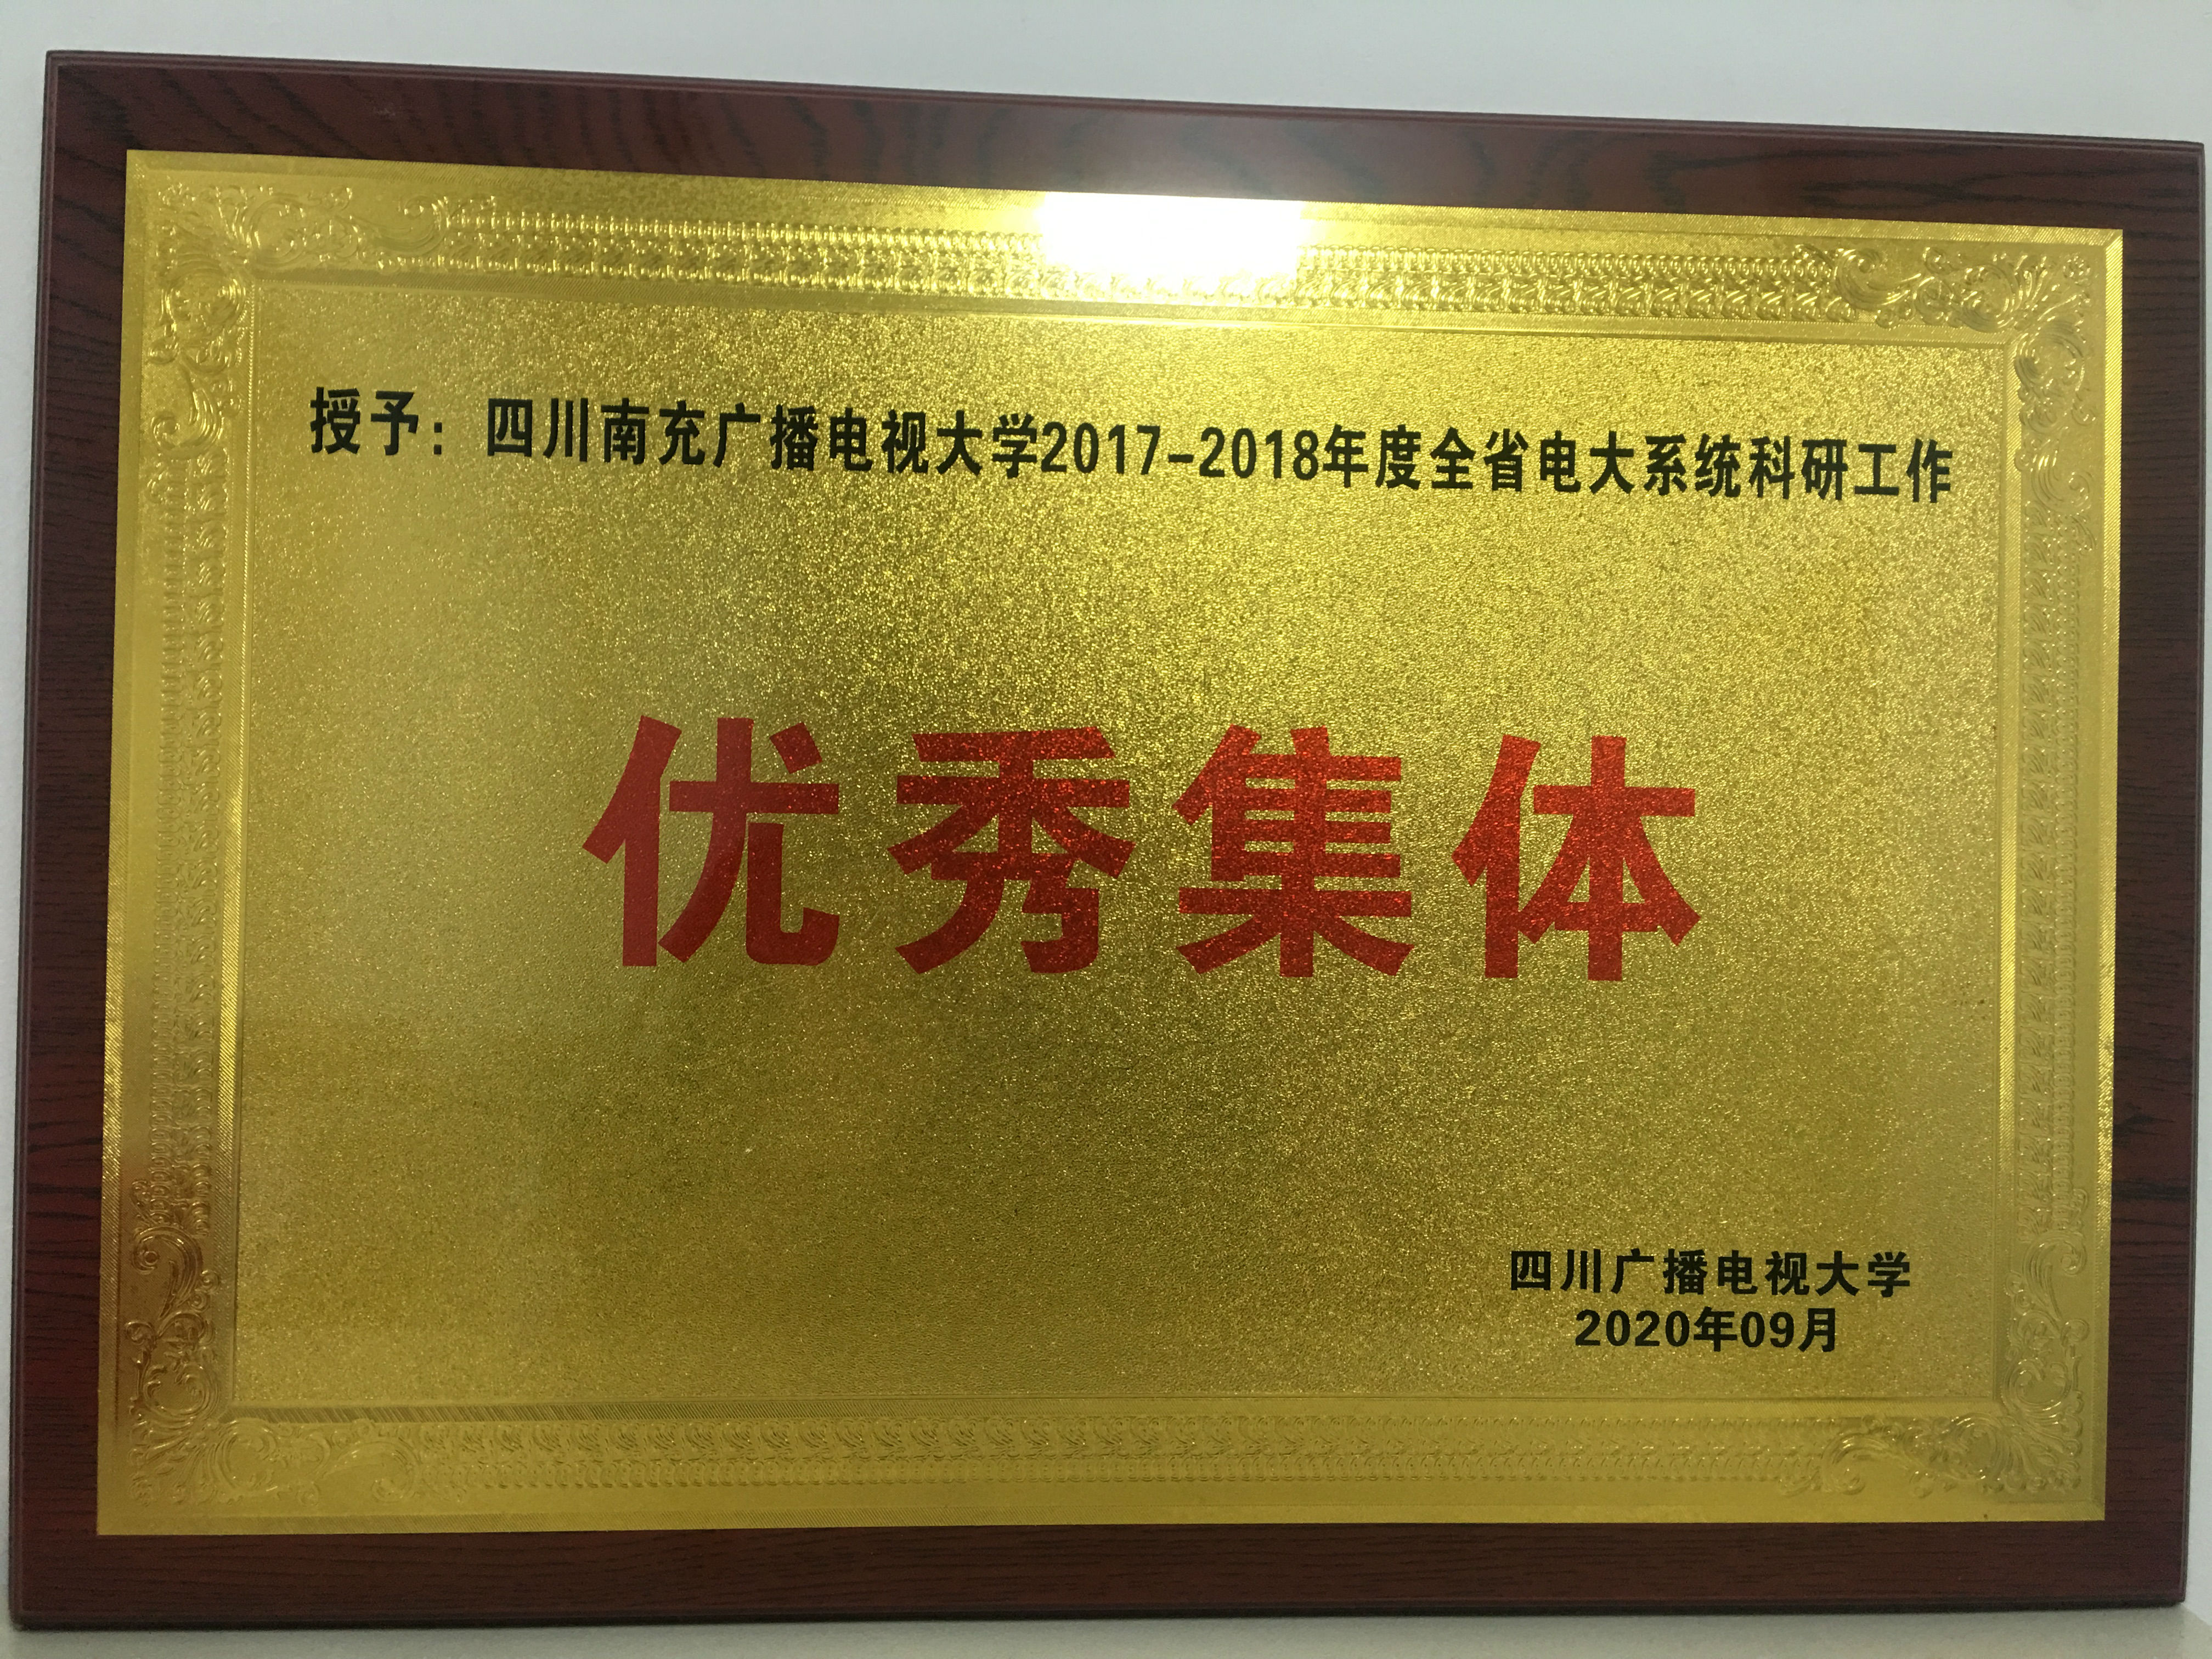 授予：四川南充广播电视大学2017-2018年度全省电大系统科研工作
优秀集体
四川广播电视大学
2020年09月